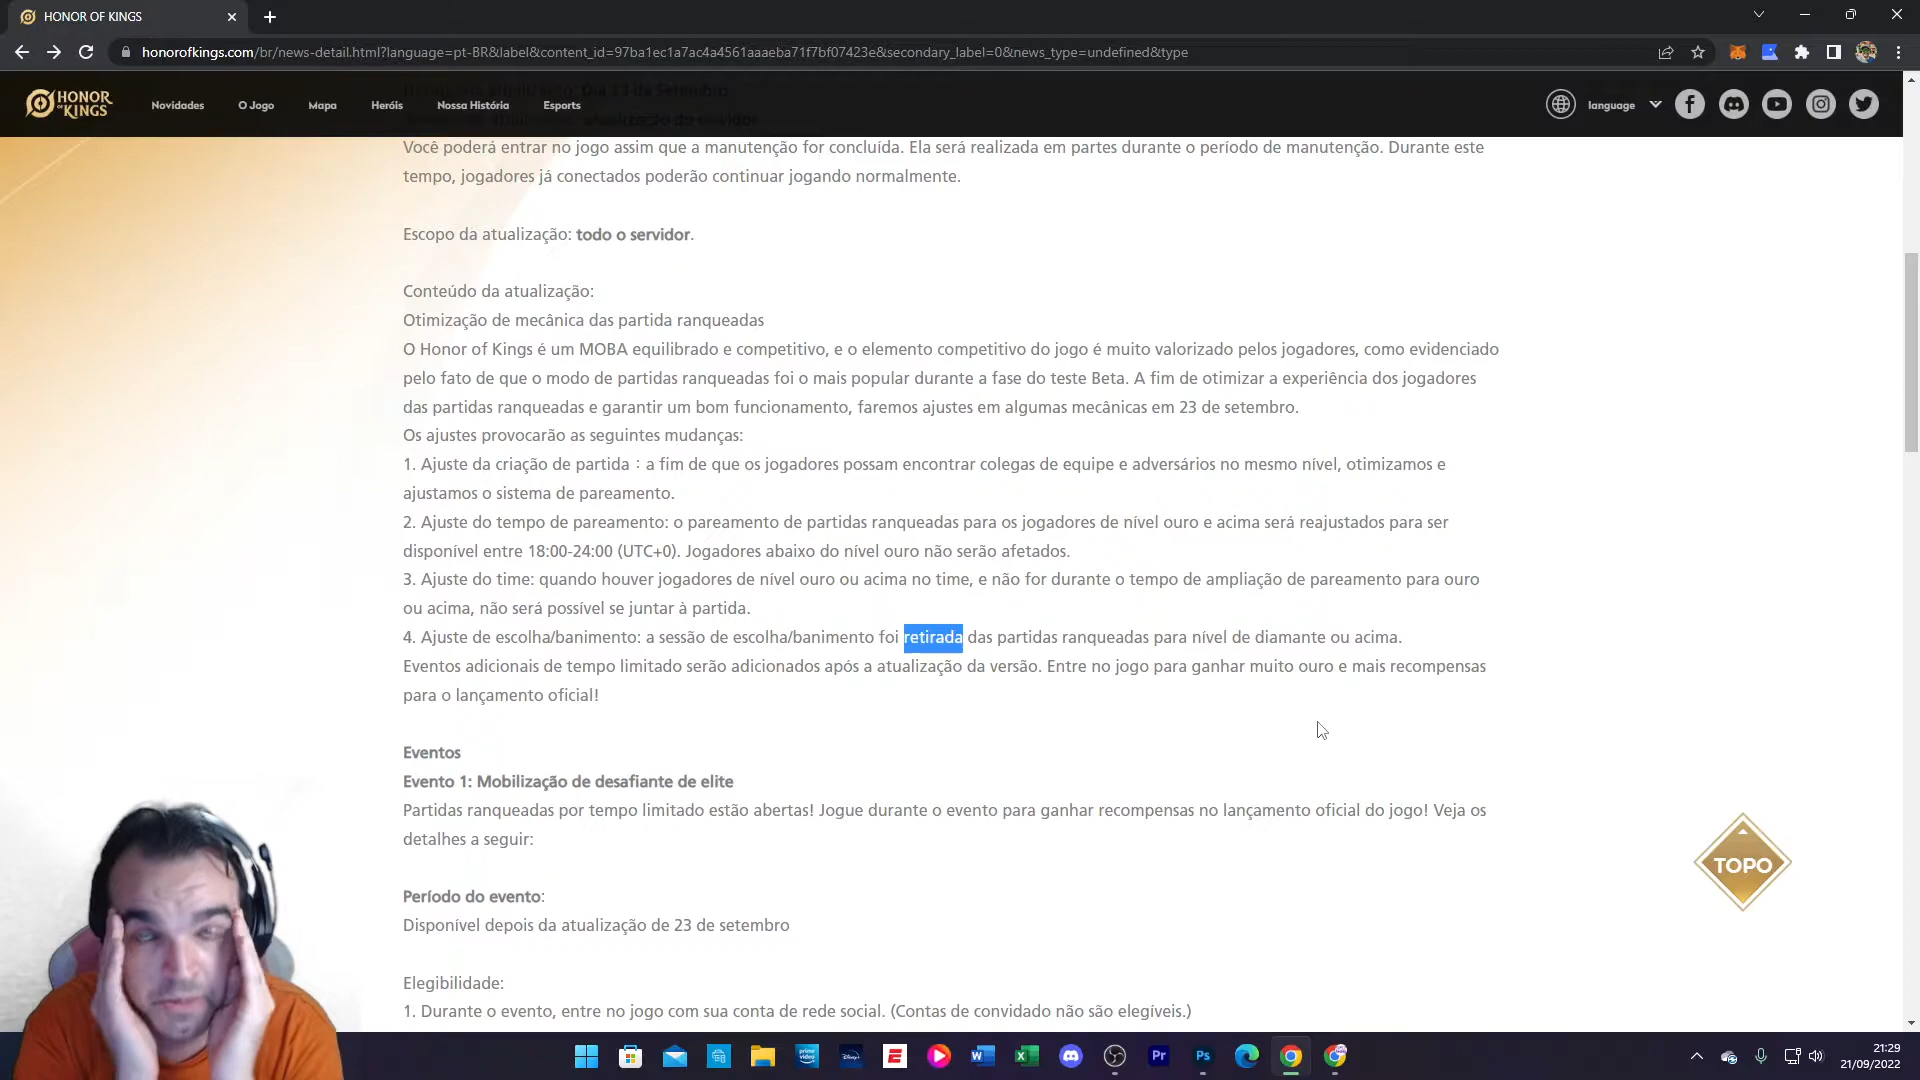 HONOR OF KINGS
honorofkings.com/br/news-detail.html?language=pt-BR&label&content_id=97ba1ec1a7ac4a4561aaaeba71f7bf07423e&secondary_label=0&news_type=undefined&type
HONOR OF KINGS
Novidades O Jogo Mapa Heróis Nossa História Esports language
Você poderá entrar no jogo assim que a manutenção for concluída. Ela será realizada em partes durante o período de manutenção. Durante este
tempo, jogadores já conectados poderão continuar jogando normalmente.
Escopo da atualização: todo o servidor.
Conteúdo da atualização:
Otimização de mecânica das partida ranqueadas
O Honor of Kings é um MOBA equilibrado e competitivo, e o elemento competitivo do jogo é muito valorizado pelos jogadores, como evidenciado
pelo fato de que o modo de partidas ranqueadas foi o mais popular durante a fase do teste Beta. A fim de otimizar a experiência dos jogadores
das partidas ranqueadas e garantir um bom funcionamento, faremos ajustes em algumas mecânicas em 23 de setembro.
Os ajustes provocarão as seguintes mudanças:
1. Ajuste da criação de partida：a fim de que os jogadores possam encontrar colegas de equipe e adversários no mesmo nível, otimizamos e
ajustamos o sistema de pareamento.
2. Ajuste do tempo de pareamento: o pareamento de partidas ranqueadas para os jogadores de nível ouro e acima será reajustados para ser
disponível entre 18:00-24:00 (UTC+0). Jogadores abaixo do nível ouro não serão afetados.
3. Ajuste do time: quando houver jogadores de nível ouro ou acima no time, e não for durante o tempo de ampliação de pareamento para ouro
ou acima, não será possível se juntar à partida.
4. Ajuste de escolha/banimento: a sessão de escolha/banimento foi retirada das partidas ranqueadas para nível de diamante ou acima.
Eventos adicionais de tempo limitado serão adicionados após a atualização da versão. Entre no jogo para ganhar muito ouro e mais recompensas
para o lançamento oficial!
Eventos
Evento 1: Mobilização de desafiante de elite
Partidas ranqueadas por tempo limitado estão abertas! Jogue durante o evento para ganhar recompensas no lançamento oficial do jogo! Veja os
detalhes a seguir:
TOPO
Período do evento:
Disponível depois da atualização de 23 de setembro
Elegibilidade:
1. Durante o evento, entre no jogo com sua conta de rede social. (Contas de convidado não são elegíveis.)
21:29
21/09/2022